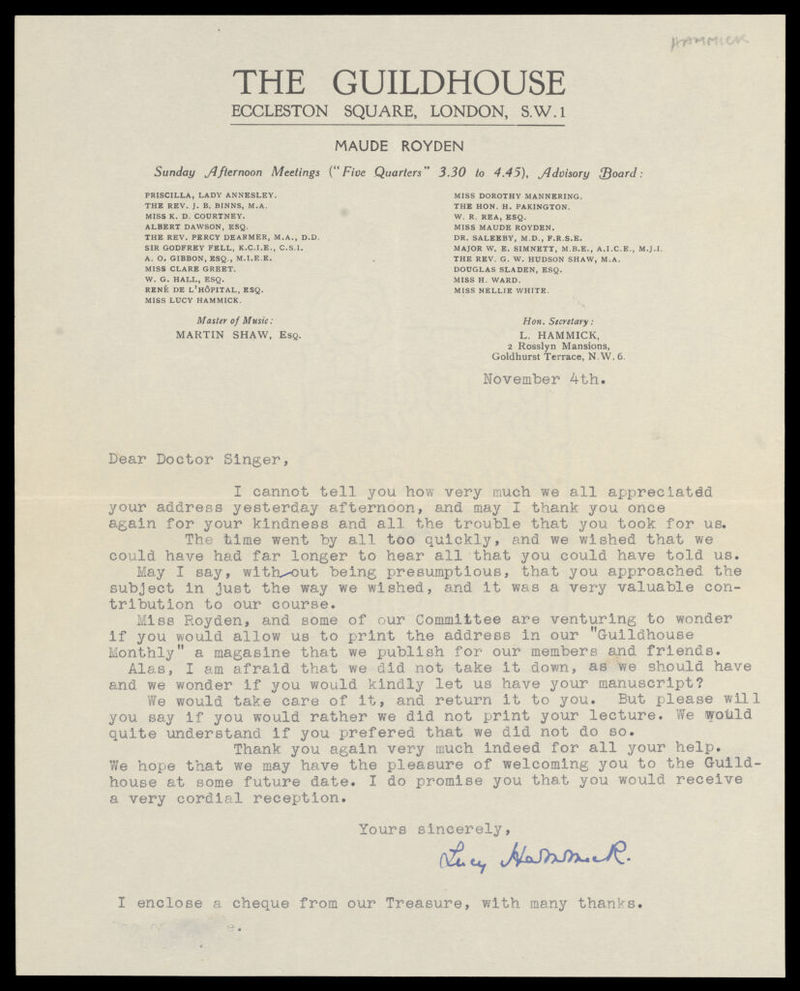 HAMMICK
THE GUILDHOUSE
ECCLESTON SQUARE, LONDON, S.W.1
MAUDE ROYDEN
Sunday Afternoon Meetings ("Five Quarters" 3.30 to 4.45), Advisory Board:
PRISCILLA, LADY ANNESLEY.
THE REV. J. B. BINNS, M.A.
MISS K. D. COURTNEY.
ALBERT DAWSON, ESQ.
THE REV. PERCY DEARMER, M.A., D.D.
SIR GODFREY FELL, K.C.I.E., C.S.I.
A. O. GIBBON, ESQ., M.I.E.E.
MISS CLARE GREET.
W. G. HALL, ESQ.
RENÉ DE L'HÔPITAL, ESQ.
MISS LUCY HAMMICK.
MISS DOROTHY MANNERING.
THE HON. H. PAKINGTON.
W. R. REA, ESQ.
MISS MAUDE ROYDEN.
DR. SALEEBY, M.D., F.R.S.E.
MAJOR W. E. SIMNETT, M.B.E., A.I.C.E., M.J.I.
THE REV. G. W. HUDSON SHAW, M.A.
DOUGLAS SLADEN, ESQ.
MISS H. WARD.
MISS NELLIE WHITE.
Master of Music:
MARTIN SHAW, Esq.
Hon. Secretary:
L. HAMMICK,
2 Rosslyn Mansions,
Goldhurst Terrace, N.W.6.
November 4th.
Dear Doctor Singer,
I cannot tell you how very much we all appreciated
your address yesterday afternoon, and may I thank you once
again for your kindness and all the trouble that you took for us.
The time went by all too quickly, and we wished that we
could have had far longer to hear all that you could have told us.
May I say, without being presumptious, that you approached the
subject in just the way we wished, and it was a very valuable con-
tribution to our course.
Miss Royden, and some of our Committee are venturing to wonder
if you would allow us to print the address in our "Guildhouse
Monthly" a magasine that we publish for our members and friends.
Alas, I am afraid that we did not take it down, as we should have
and we wonder if you would kindly let us have your manuscript?
We would take care of it, and return it to you. But please will
you say if you would rather we did not print your lecture. We would
quite understand if you prefered that we did not do so.
Thank you again very much indeed for all your help.
We hope that we may have the pleasure of welcoming you to the Guild-
house at some future date. I do promise you that you would receive
a very cordial reception.
Yours sincerely,
Lucy Hammick.
I enclose a cheque from our Treasure, with many thanks.